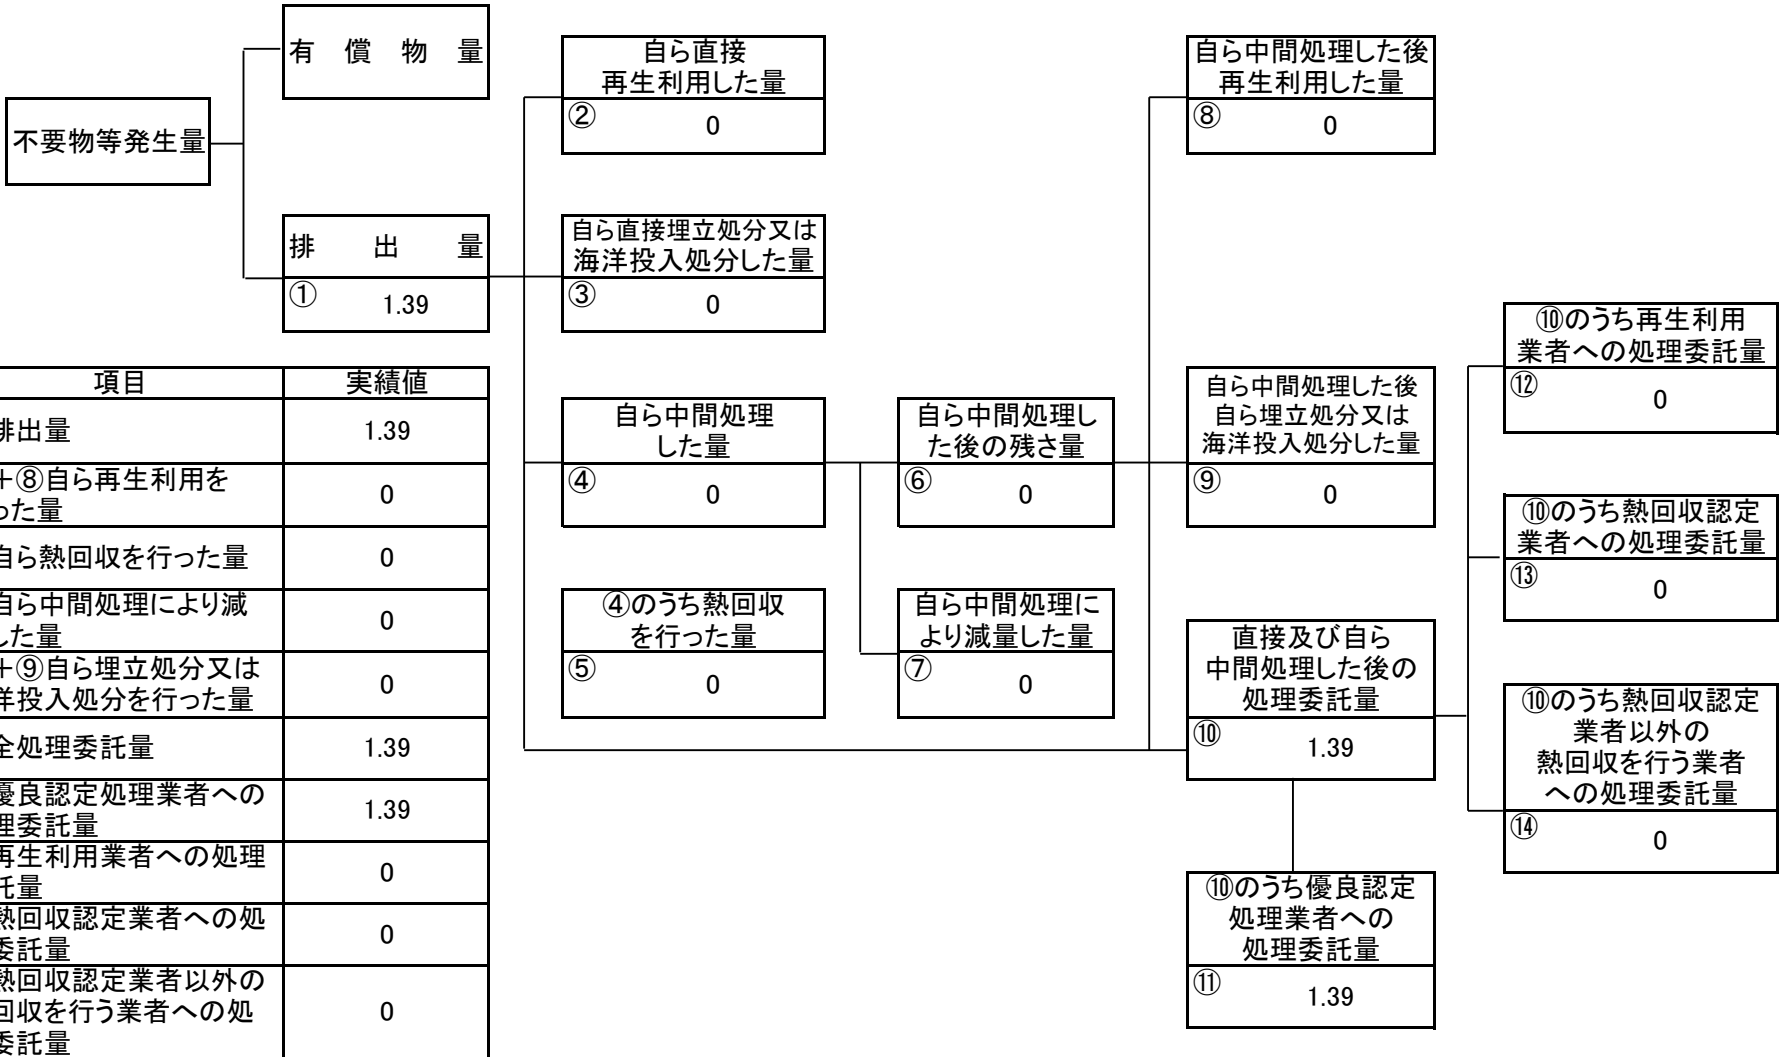 有償物量
不要物等発生量
排出量
① 1.39
自ら直接
再生利用した量
② 0
自ら直接埋立処分又は
海洋投入処分した量
③ 0
自ら中間処理
した量
④ 0
④のうち熱回収
を行った量
⑤ 0
自ら中間処理し
た後の残さ量
⑥ 0
自ら中間処理に
より減量した量
⑦ 0
自ら中間処理した後
再生利用した量
⑧ 0
自ら中間処理した後
自ら埋立処分又は
海洋投入処分した量
⑨ 0
直接及び自ら
中間処理した後の
処理委託量
⑩ 1.39
⑩のうち優良認定
処理業者への
処理委託量
⑪ 1.39
⑩のうち再生利用
業者への処理委託量
⑫ 0
⑩のうち熱回収認定
業者への処理委託量
⑬ 0
⑩のうち熱回収認定
業者以外の
熱回収を行う業者
への処理委託量
⑭ 0
項目 実績値
排出量 1.39
+⑧自ら再生利用を
った量 0
自ら熱回収を行った量 0
自ら中間処理により減
した量 0
+⑨自ら埋立処分又は
洋投入処分を行った量 0
全処理委託量 1.39
優良認定処理業者への
理委託量 1.39
再生利用業者への処理
託量 0
熱回収認定業者への処
委託量 0
熱回収認定業者以外の
回収を行う業者への処
委託量 0